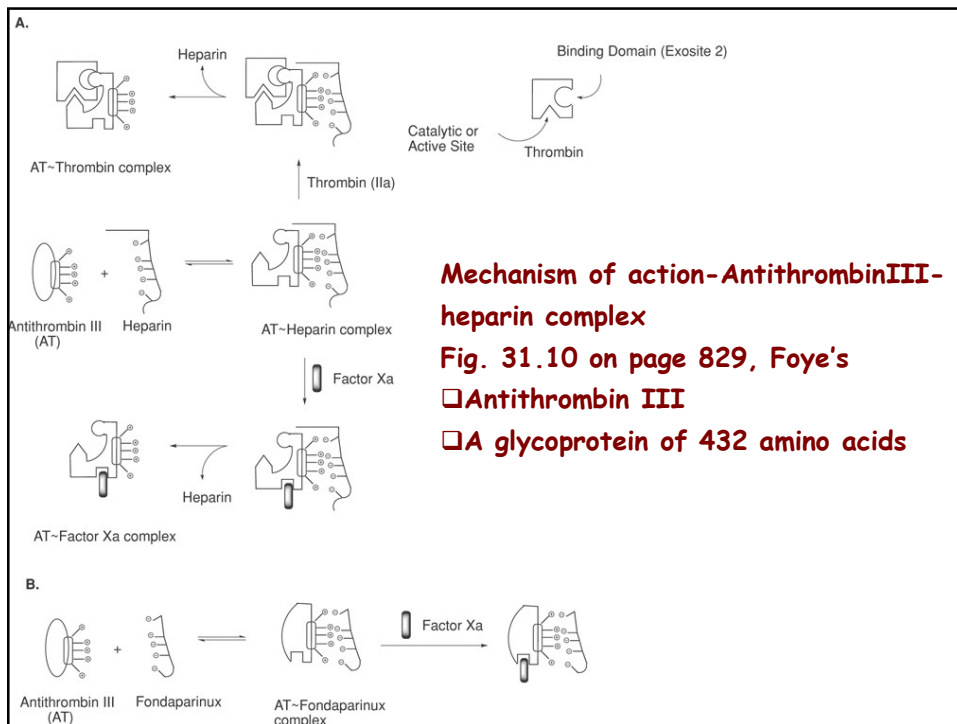 A.
Heparin
Binding Domain (Exosite 2)
Catalytic or
Active Site
Thrombin
AT~Thrombin complex
Thrombin (IIa)
+
Antithrombin III
(AT)
Heparin
AT~Heparin complex
Mechanism of action-AntithrombinIII-
heparin complex
Fig. 31.10 on page 829, Foye's
❑Antithrombin III
❑A glycoprotein of 432 amino acids
Factor Xa
Heparin
AT~Factor Xa complex
B.
Factor Xa
+
Antithrombin III
(AT)
Fondaparinux
AT~Fondaparinux
complex